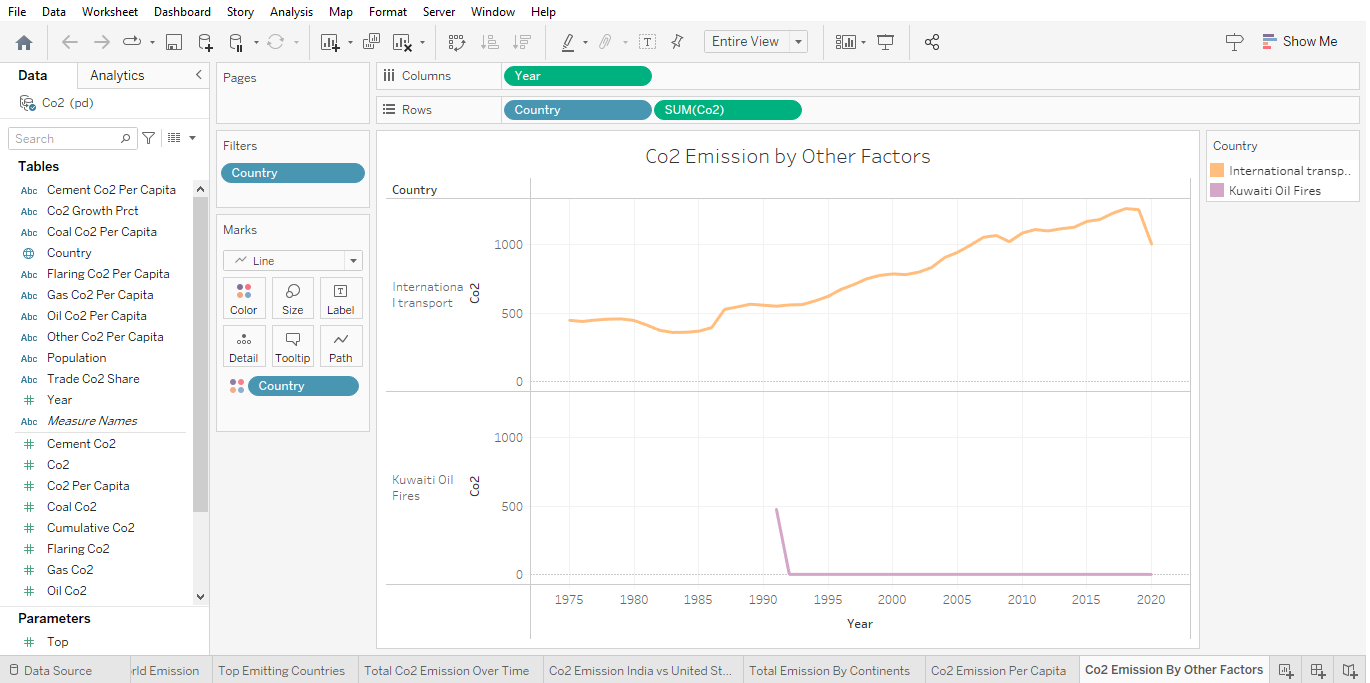 File Data Worksheet Dashboard Story Analysis Map Format Server Window Help
Entire View
Show Me
Data Analytics
Co2 (pd)
Search
Tables
Abc Cement Co2 Per Capita
Abc Co2 Growth Prct
Abc Coal Co2 Per Capita
Country
Abc Flaring Co2 Per Capita
Abc Gas Co2 Per Capita
Abc Oil Co2 Per Capita
Abc Other Co2 Per Capita
Abc Population
Abc Trade Co2 Share
# Year
Abc Measure Names
# Cement Co2
# Co2
# Co2 Per Capita
# Coal Co2
# Cumulative Co2
# Flaring Co2
# Gas Co2
# Oil Co2
Parameters
# Top
Pages
Filters
Country
Marks
Line
Color Size Label
Detail Tooltip Path
Country
Columns Year
Rows Country SUM(Co2)
Co2 Emission by Other Factors
Country
Internationa
l transport
Co2
1000
500
0
Kuwaiti Oil
Fires
Co2
1000
500
0
1975 1980 1985 1990 1995 2000 2005 2010 2015 2020
Year
Country
International transp..
Kuwaiti Oil Fires
Data Source rld Emission Top Emitting Countries Total Co2 Emission Over Time Co2 Emission India vs United St... Total Emission By Continents Co2 Emission Per Capita Co2 Emission By Other Factors